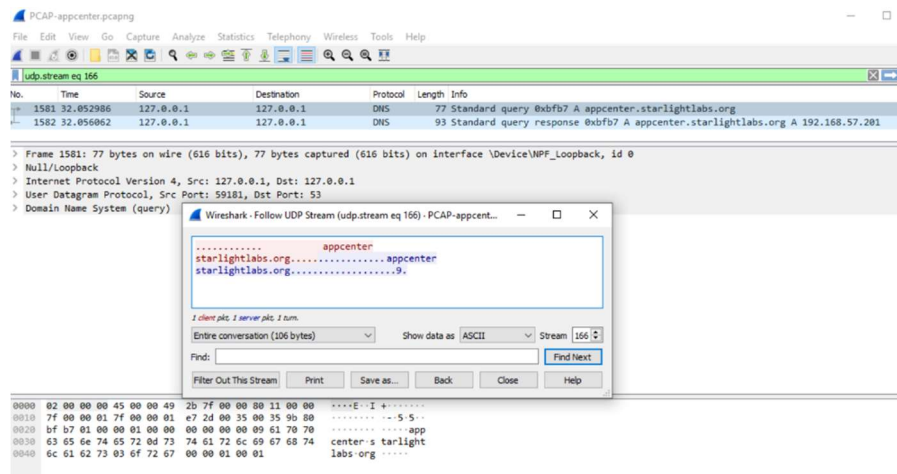 PCAP-appcenter.pcapng
File Edit View Go Capture Analyze Statistics Telephony Wireless Tools Help
udp.stream eq 166
No. Time Source Destination Protocol Length Info
1581 32.052986 127.0.0.1 127.0.0.1 DNS 77 Standard query 0xbfb7 A appcenter.starlightlabs.org
1582 32.056062 127.0.0.1 127.0.0.1 DNS 93 Standard query response 0xbfb7 A appcenter.starlightlabs.org A 192.168.57.201
> Frame 1581: 77 bytes on wire (616 bits), 77 bytes captured (616 bits) on interface \Device\NPF_Loopback, id 0
> Null/Loopback
> Internet Protocol Version 4, Src: 127.0.0.1, Dst: 127.0.0.1
> User Datagram Protocol, Src Port: 59181, Dst Port: 53
> Domain Name System (query)
Wireshark - Follow UDP Stream (udp.stream eq 166) - PCAP-appcent...
............ appcenter
starlightlabs.org..................appcenter
starlightlabs.org....................9.
1 client pkt, 1 server pkt, 1 turn.
Entire conversation (106 bytes) Show data as ASCII Stream 166
Find: Find Next
Filter Out This Stream Print Save as... Back Close Help
0000 02 00 00 00 45 00 00 49 2b 7f 00 00 80 11 00 00 ····E··I +·······
0010 7f 00 00 01 7f 00 00 01 e7 2d 00 35 00 35 9b 80 ········ ·-·5·5··
0020 bf b7 01 00 00 01 00 00 00 00 00 00 09 61 70 70 ········ ·····app
0030 63 65 6e 74 65 72 0d 73 74 61 72 6c 69 67 68 74 center·s tarlight
0040 6c 61 62 73 03 6f 72 67 00 00 01 00 01 labs·org ·····